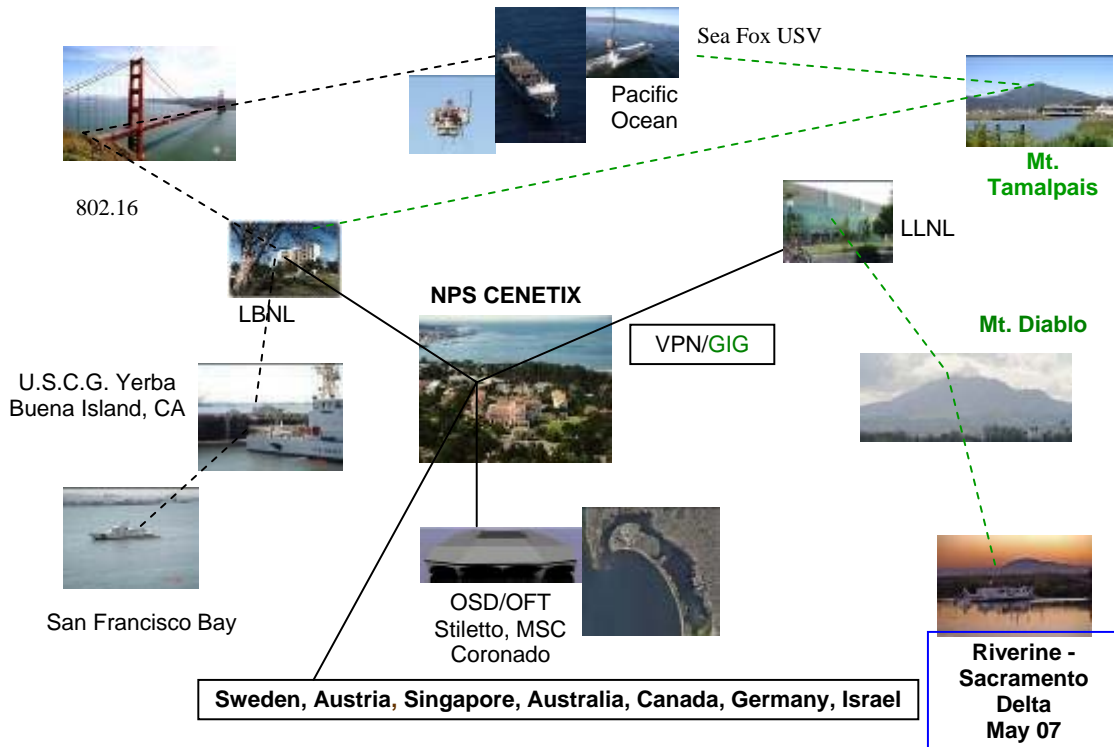 Sea Fox USV
Pacific
Ocean
Mt.
Tamalpais
802.16
LLNL
LBNL
NPS CENETIX
VPN/GIG
Mt. Diablo
U.S.C.G. Yerba
Buena Island, CA
San Francisco Bay
OSD/OFT
Stiletto, MSC
Coronado
Riverine -
Sacramento
Delta
May 07
Sweden, Austria, Singapore, Australia, Canada, Germany, Israel